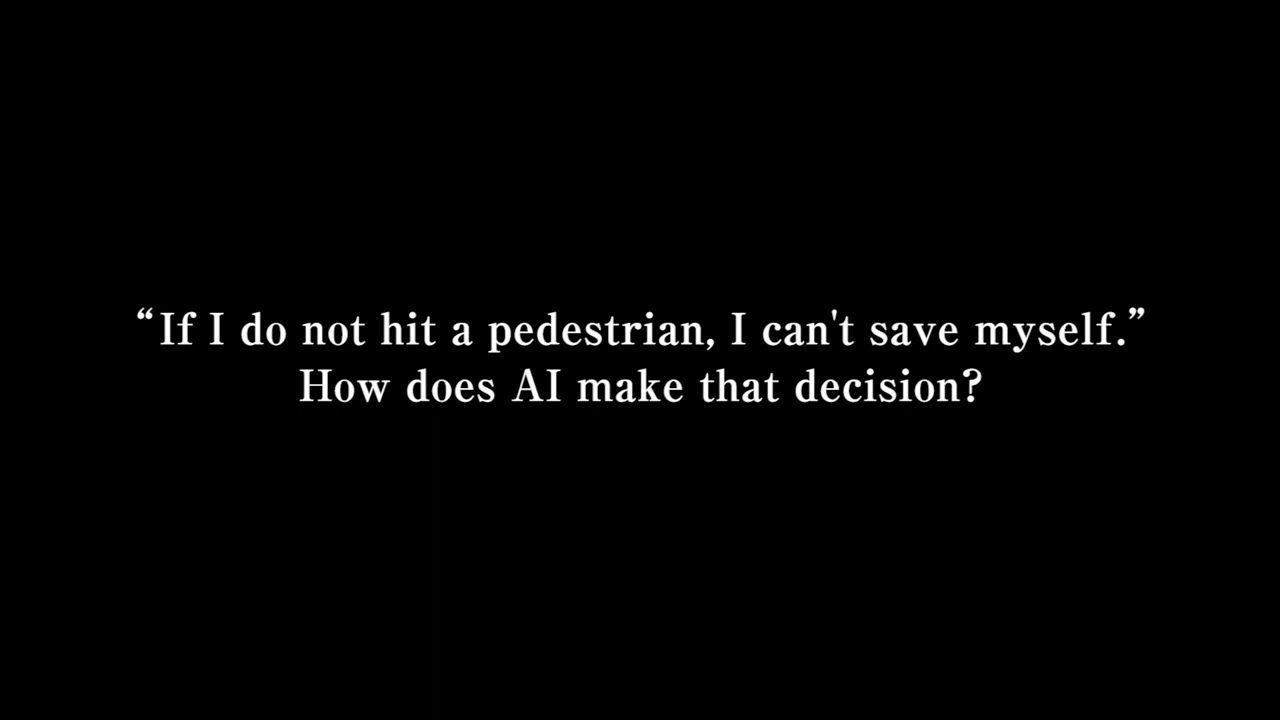 “If I do not hit a pedestrian, I can't save myself.”
How does AI make that decision?